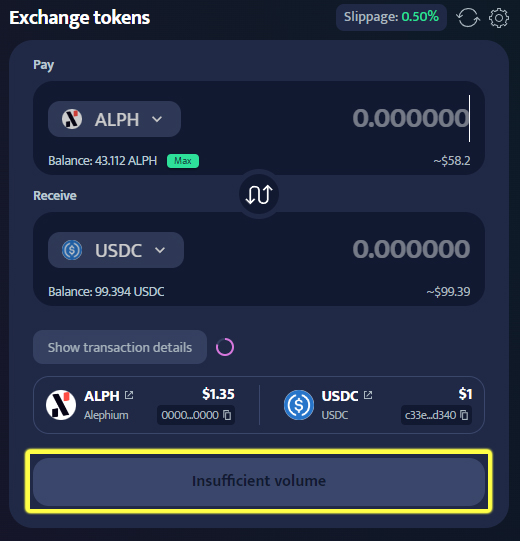 Exchange tokens
Slippage: 0.50%
Pay
ALPH
0.000000
Balance: 43.112 ALPH Max
~$58.2
Receive
USDC
0.000000
Balance: 99.394 USDC
~$99.39
Show transaction details
ALPH $1.35
Alephium 0000...0000
USDC $1
USDC c33e...d340
Insufficient volume